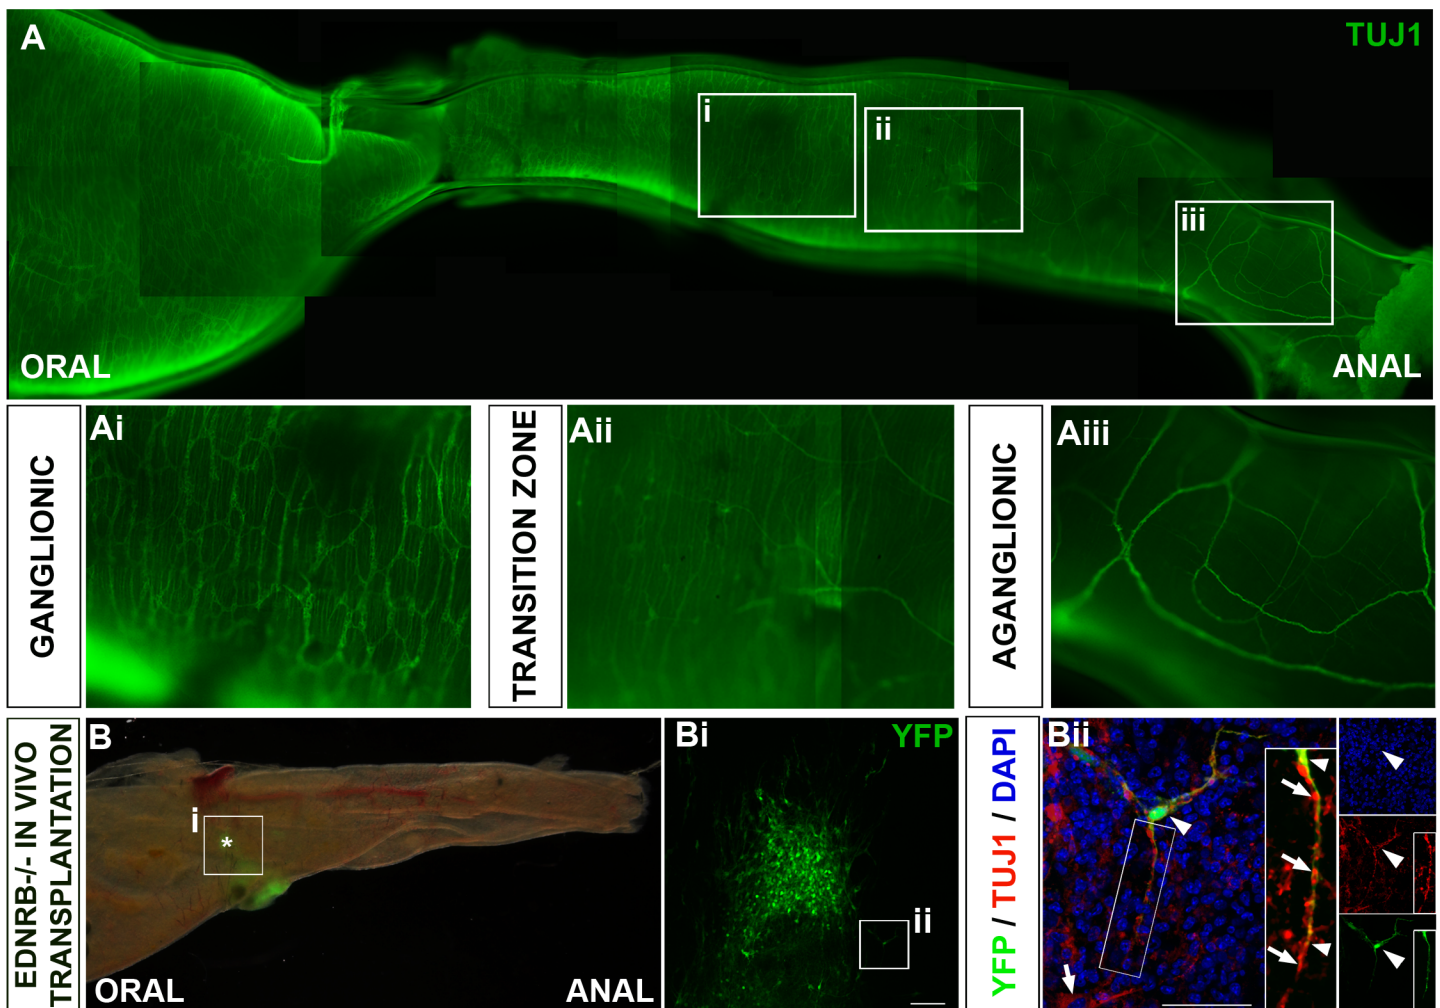 A
TUJ1
i
ii
iii
ORAL
ANAL
GANGLIONIC
Ai
TRANSITION ZONE
Aii
AGANGLIONIC
Aiii
EDNRB-/- IN VIVO
TRANSPLANTATION
B
i
*
ORAL
ANAL
Bi
YFP
ii
YFP / TUJ1 / DAPI
Bii